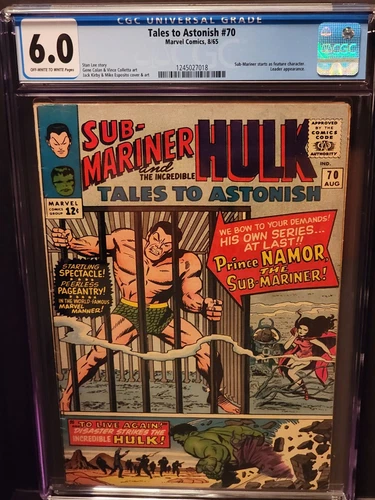 CGC UNIVERSAL GRADE
6.0
OFF-WHITE TO WHITE Pages
Tales to Astonish #70
Marvel Comics, 8/65
Stan Lee story
Gene Colan & Vince Colletta art
Jack Kirby & Mike Esposito cover & art
Sub-Mariner starts as feature character.
Leader appearance.
1245027018
CGC
SUB-
MARINER
and
THE INCREDIBLE
HULK
TALES TO ASTONISH
APPROVED
BY THE
COMICS
CODE
AUTHORITY
IND.
70
AUG
MARVEL
COMICS
GROUP
12¢
WE BOW TO YOUR DEMANDS!
HIS OWN SERIES...
AT LAST!!
Prince NAMOR,
THE
SUB-MARINER!
STARTLING
SPECTACLE!
PEERLESS
PAGEANTRY!
IN THE WORLD-FAMOUS
MARVEL MANNER!
"TO LIVE AGAIN!"
DISASTER STRIKES THE
INCREDIBLE HULK!